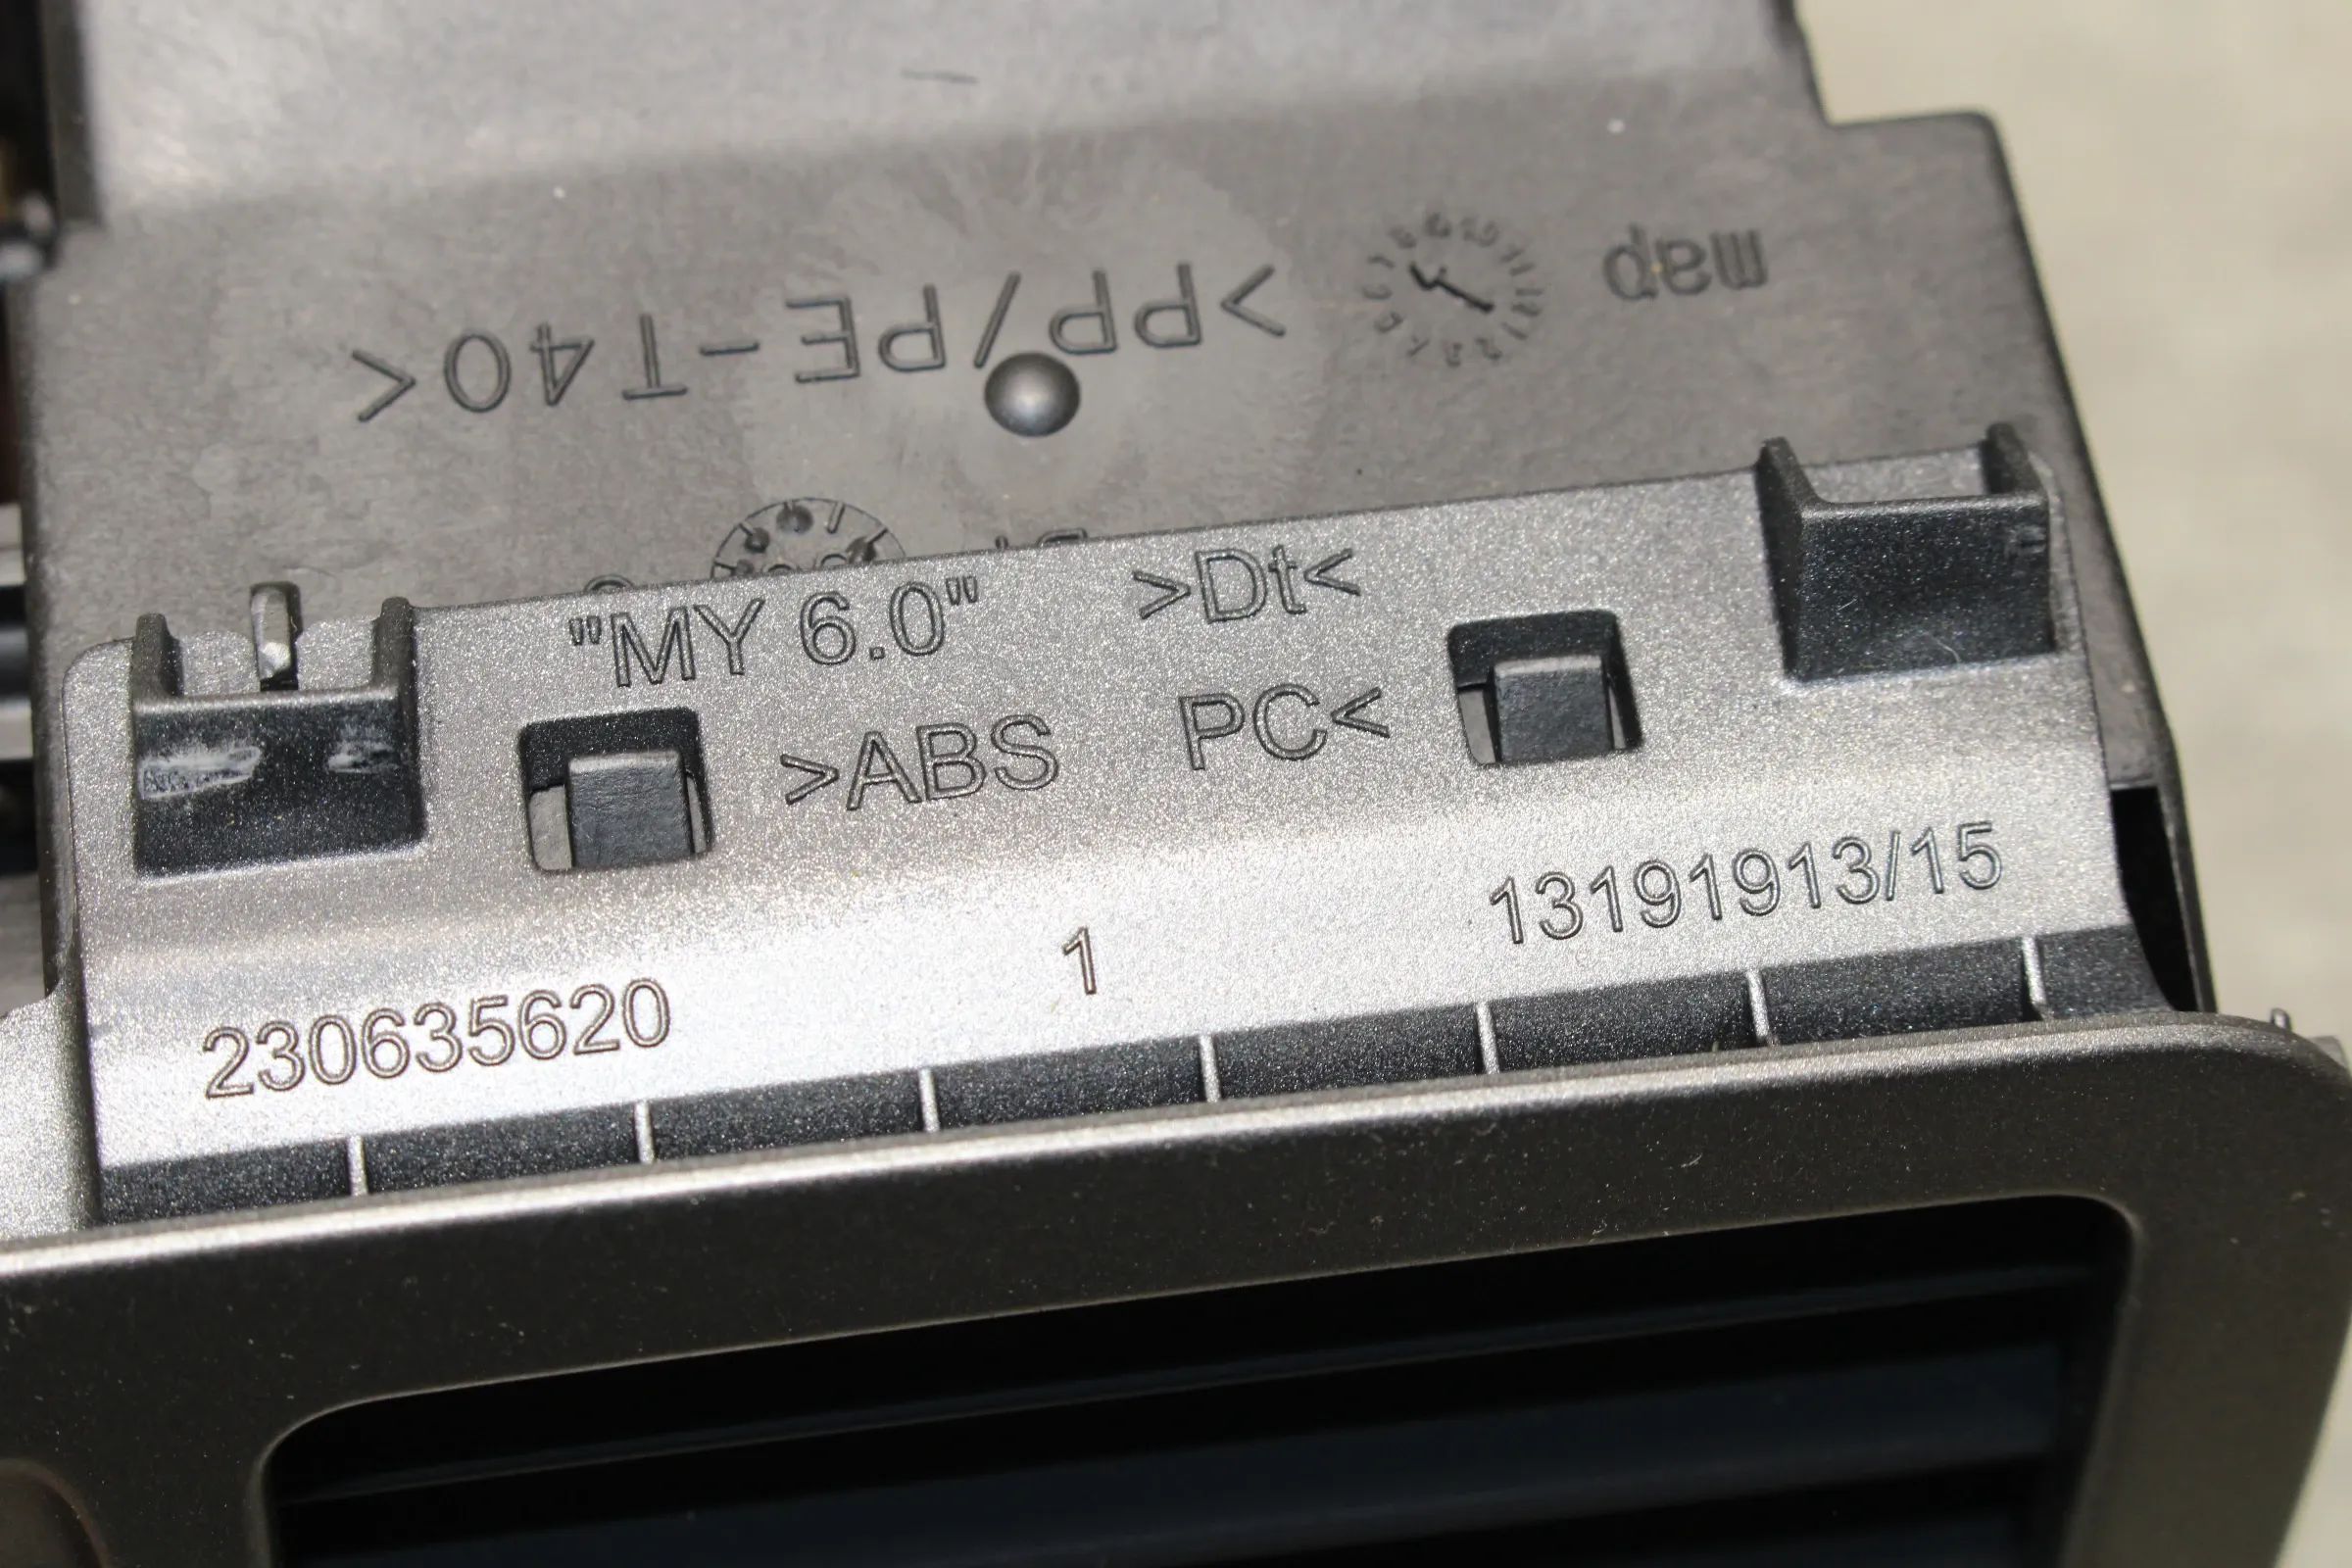 map
>PP/PE-T40<
"MY 6.0" >Dt<
>ABS PC<
230635620 1 13191913/15